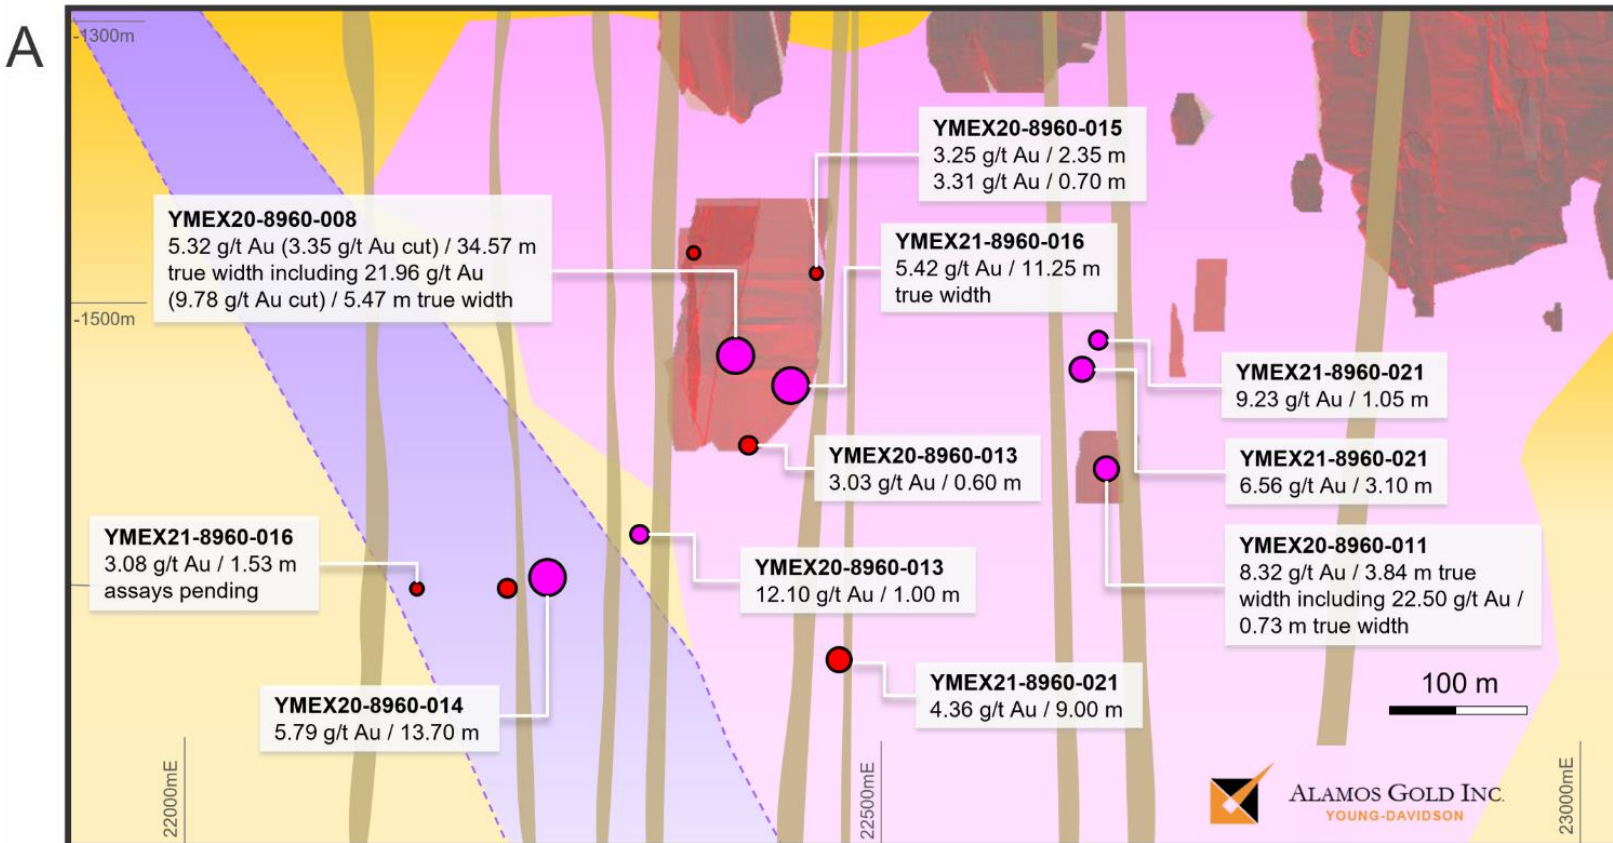 A
-1300m
YMEX20-8960-015
3.25 g/t Au / 2.35 m
3.31 g/t Au / 0.70 m
YMEX20-8960-008
5.32 g/t Au (3.35 g/t Au cut) / 34.57 m
true width including 21.96 g/t Au
(9.78 g/t Au cut) / 5.47 m true width
YMEX21-8960-016
5.42 g/t Au / 11.25 m
true width
-1500m
YMEX21-8960-021
9.23 g/t Au / 1.05 m
YMEX20-8960-013
3.03 g/t Au / 0.60 m
YMEX21-8960-021
6.56 g/t Au / 3.10 m
YMEX21-8960-016
3.08 g/t Au / 1.53 m
assays pending
YMEX20-8960-013
12.10 g/t Au / 1.00 m
YMEX20-8960-011
8.32 g/t Au / 3.84 m true
width including 22.50 g/t Au /
0.73 m true width
YMEX20-8960-014
5.79 g/t Au / 13.70 m
YMEX21-8960-021
4.36 g/t Au / 9.00 m
100 m
22000mE
22500mE
23000mE
ALAMOS GOLD INC.
YOUNG-DAVIDSON